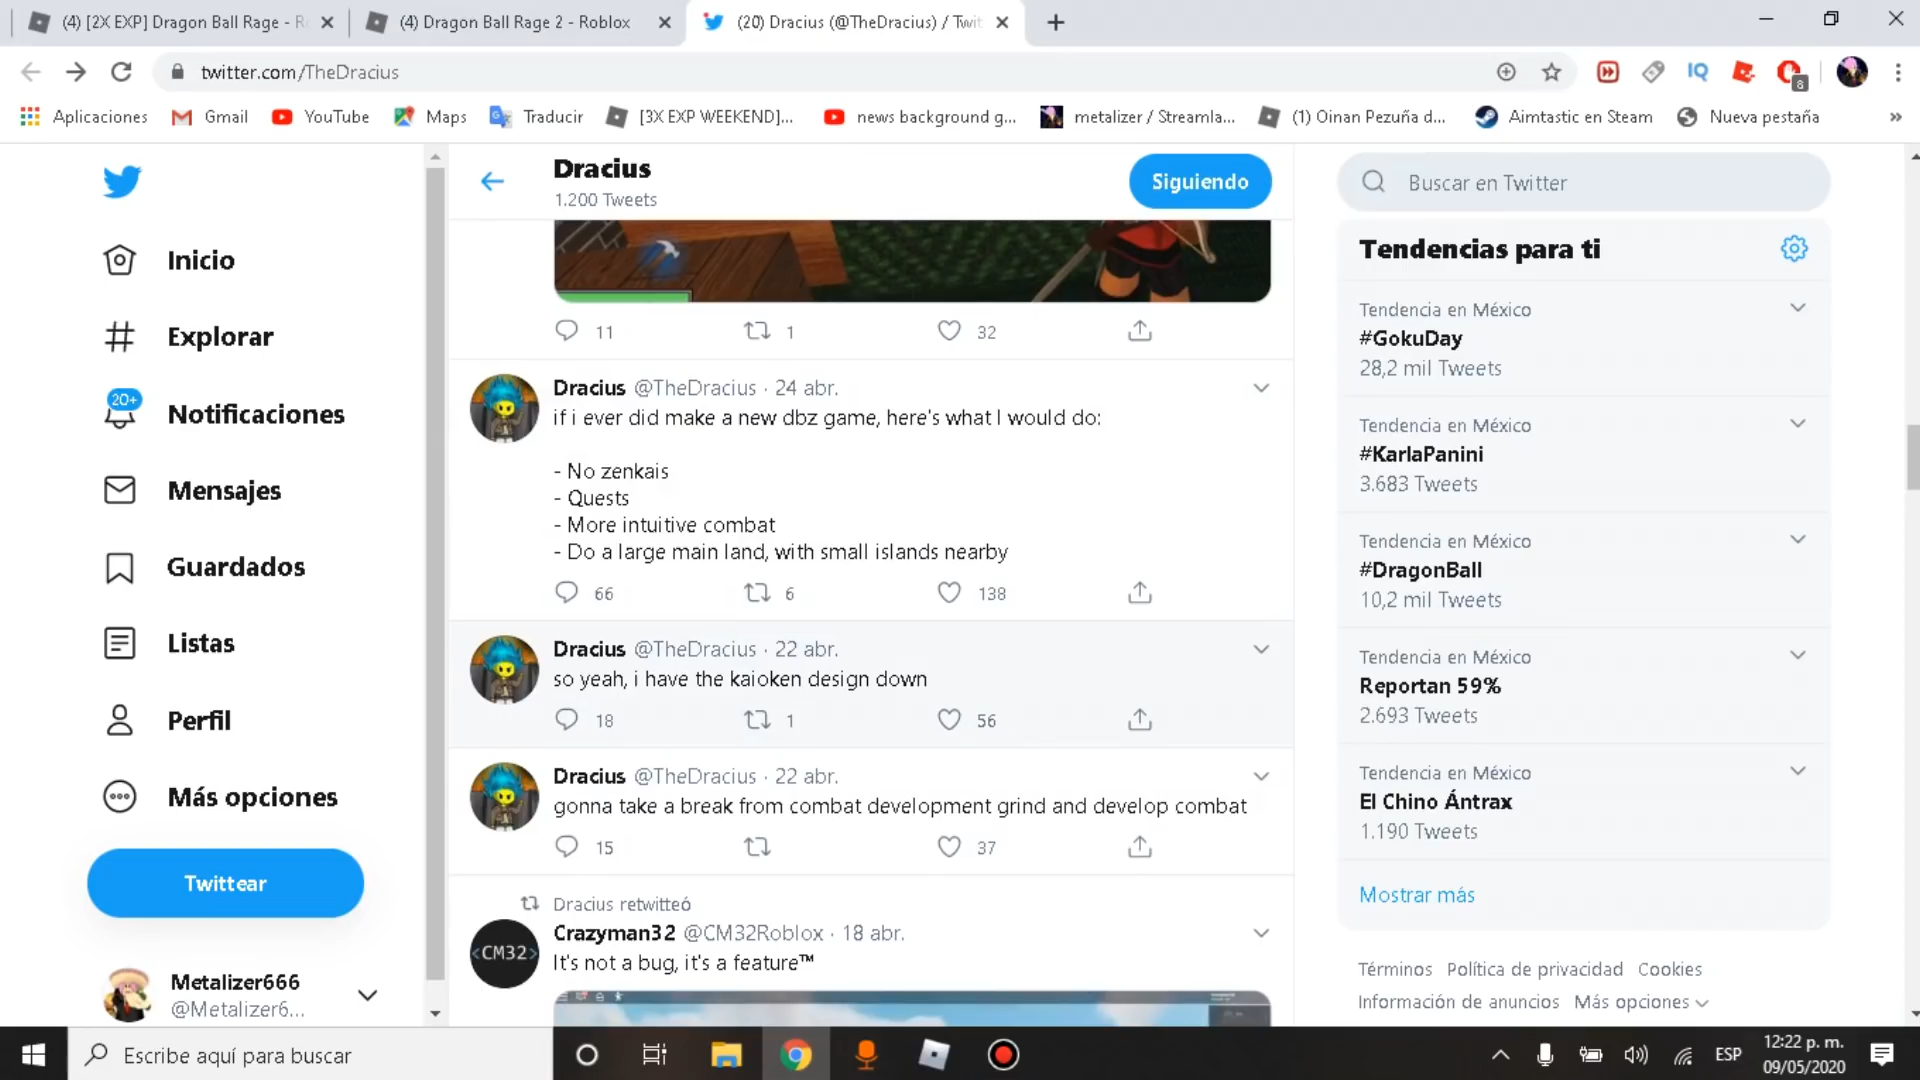 (4) [2X EXP] Dragon Ball Rage - R
(4) Dragon Ball Rage 2 - Roblox
(20) Dracius (@TheDracius) / Twit
twitter.com/TheDracius
IQ
8
Aplicaciones
Gmail
YouTube
Maps
Traducir
[3X EXP WEEKEND]...
news background g...
metalizer / Streamla...
(1) Oinan Pezuña d...
Aimtastic en Steam
Nueva pestaña
»
Inicio
Explorar
20+
Notificaciones
Mensajes
Guardados
Listas
Perfil
Más opciones
Twittear
Metalizer666
@Metalizer6...
Dracius
1.200 Tweets
Siguiendo
11
1
32
Dracius @TheDracius · 24 abr.
if i ever did make a new dbz game, here's what I would do:
- No zenkais
- Quests
- More intuitive combat
- Do a large main land, with small islands nearby
66
6
138
Dracius @TheDracius · 22 abr.
so yeah, i have the kaioken design down
18
1
56
Dracius @TheDracius · 22 abr.
gonna take a break from combat development grind and develop combat
15
37
Dracius retwitteó
<CM32>
Crazyman32 @CM32Roblox · 18 abr.
It's not a bug, it's a feature™
Buscar en Twitter
Tendencias para ti
Tendencia en México
#GokuDay
28,2 mil Tweets
Tendencia en México
#KarlaPanini
3.683 Tweets
Tendencia en México
#DragonBall
10,2 mil Tweets
Tendencia en México
Reportan 59%
2.693 Tweets
Tendencia en México
El Chino Ántrax
1.190 Tweets
Mostrar más
Términos Política de privacidad Cookies
Información de anuncios Más opciones
Escribe aquí para buscar
ESP
12:22 p. m.
09/05/2020